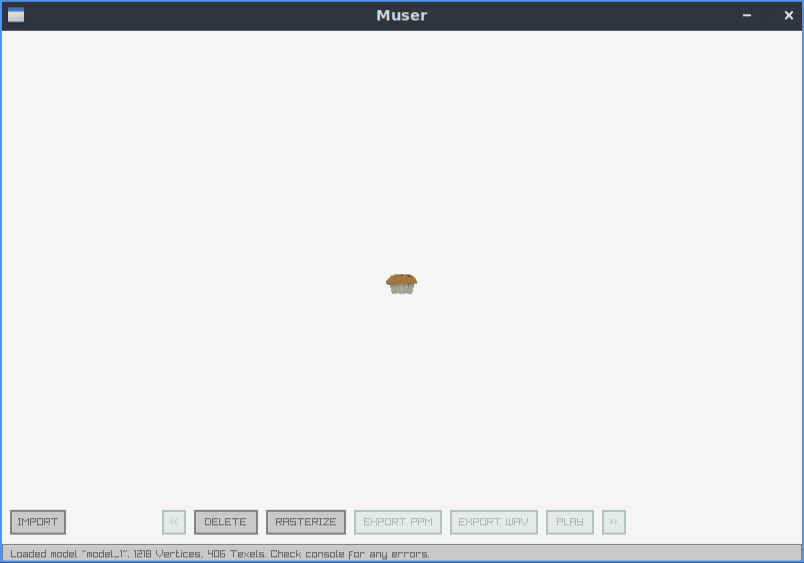 Muser
IMPORT
<<
DELETE
RASTERIZE
EXPORT PPM
EXPORT WAV
PLAY
>>
Loaded model "model_1". 1218 Vertices, 406 Texels. Check console for any errors.